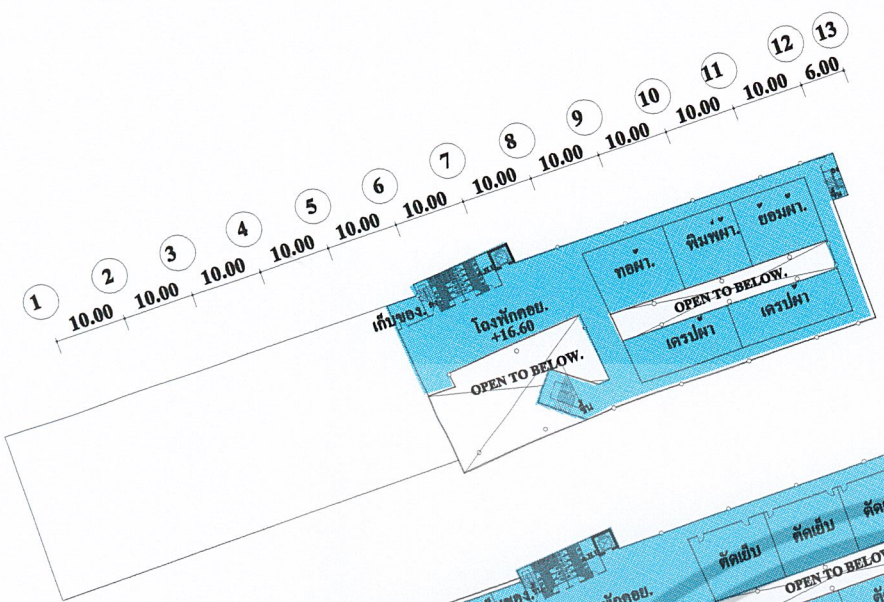 1 2 3 4 5 6 7 8 9 10 11 12 13
10.00 10.00 10.00 10.00 10.00 10.00 10.00 10.00 10.00 10.00 10.00 6.00
ทอผ้า. พิมพ์ผ้า. ย้อมผ้า.
OPEN TO BELOW.
เดรปผ้า เดรปผ้า
เก็บของ. โถงพักคอย.
+16.60
OPEN TO BELOW.
ขึ้น
ตัดเย็บ ตัดเย็บ
OPEN TO BELOW